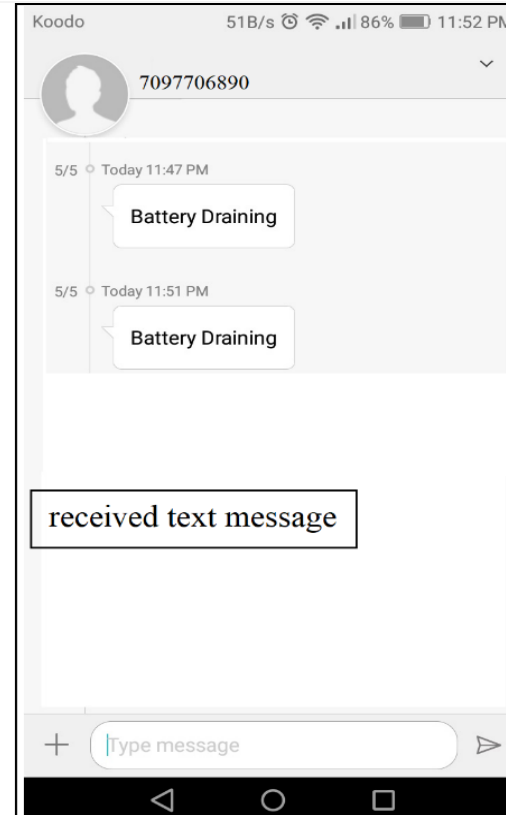 Koodo 51B/s 86% 11:52 PM
7097706890
5/5 Today 11:47 PM
Battery Draining
5/5 Today 11:51 PM
Battery Draining
received text message
Type message